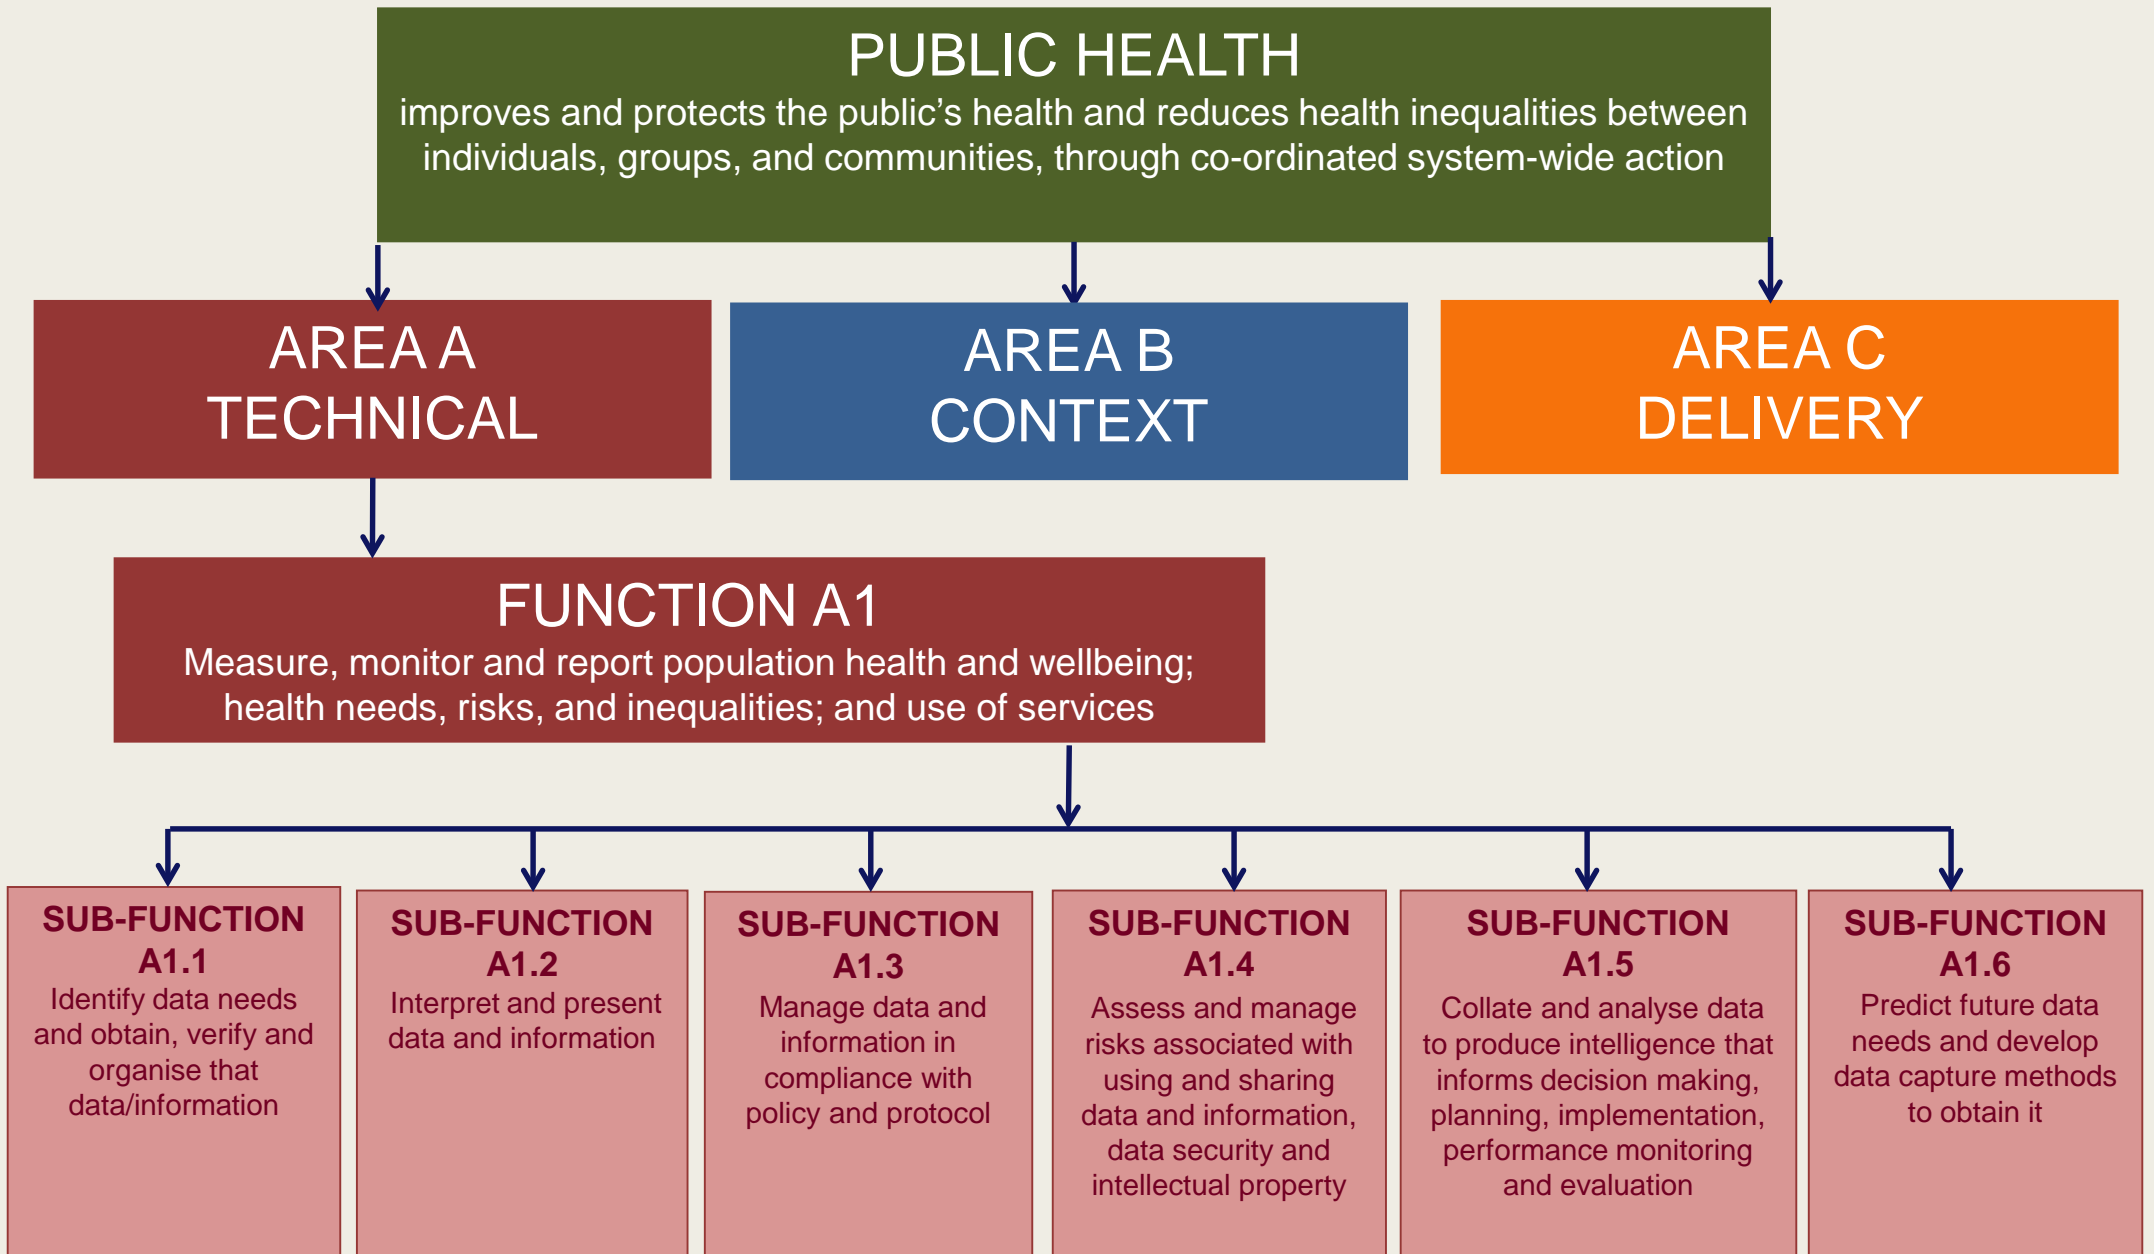 PUBLIC HEALTH
improves and protects the public’s health and reduces health inequalities between
individuals, groups, and communities, through co-ordinated system-wide action
AREA A
TECHNICAL
AREA B
CONTEXT
AREA C
DELIVERY
FUNCTION A1
Measure, monitor and report population health and wellbeing;
health needs, risks, and inequalities; and use of services
SUB-FUNCTION
A1.1
Identify data needs
and obtain, verify and
organise that
data/information
SUB-FUNCTION
A1.2
Interpret and present
data and information
SUB-FUNCTION
A1.3
Manage data and
information in
compliance with
policy and protocol
SUB-FUNCTION
A1.4
Assess and manage
risks associated with
using and sharing
data and information,
data security and
intellectual property
SUB-FUNCTION
A1.5
Collate and analyse data
to produce intelligence that
informs decision making,
planning, implementation,
performance monitoring
and evaluation
SUB-FUNCTION
A1.6
Predict future data
needs and develop
data capture methods
to obtain it